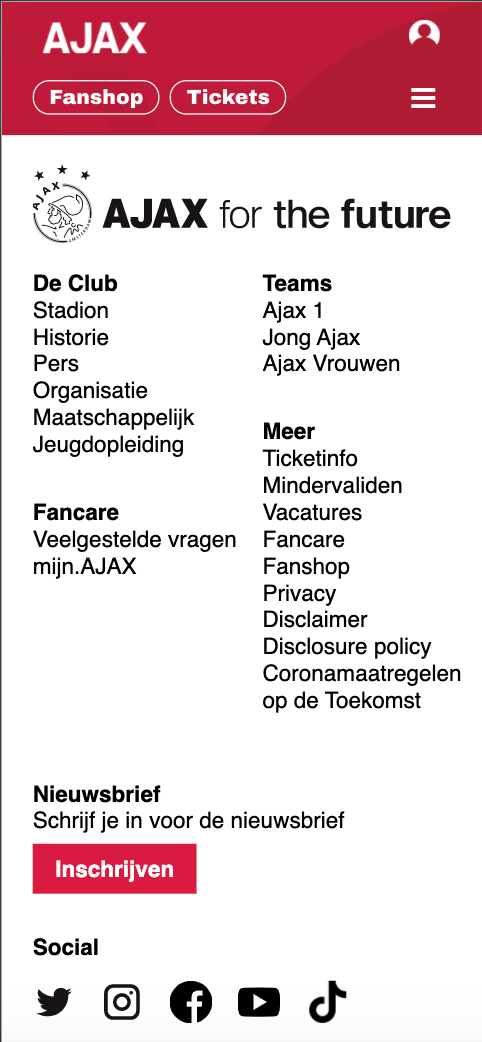 AJAX
Fanshop
Tickets
AJAX
AMSTERDAM
AJAX for the future
De Club
Stadion
Historie
Pers
Organisatie
Maatschappelijk
Jeugdopleiding
Fancare
Veelgestelde vragen
mijn.AJAX
Teams
Ajax 1
Jong Ajax
Ajax Vrouwen
Meer
Ticketinfo
Mindervaliden
Vacatures
Fancare
Fanshop
Privacy
Disclaimer
Disclosure policy
Coronamaatregelen
op de Toekomst
Nieuwsbrief
Schrijf je in voor de nieuwsbrief
Inschrijven
Social